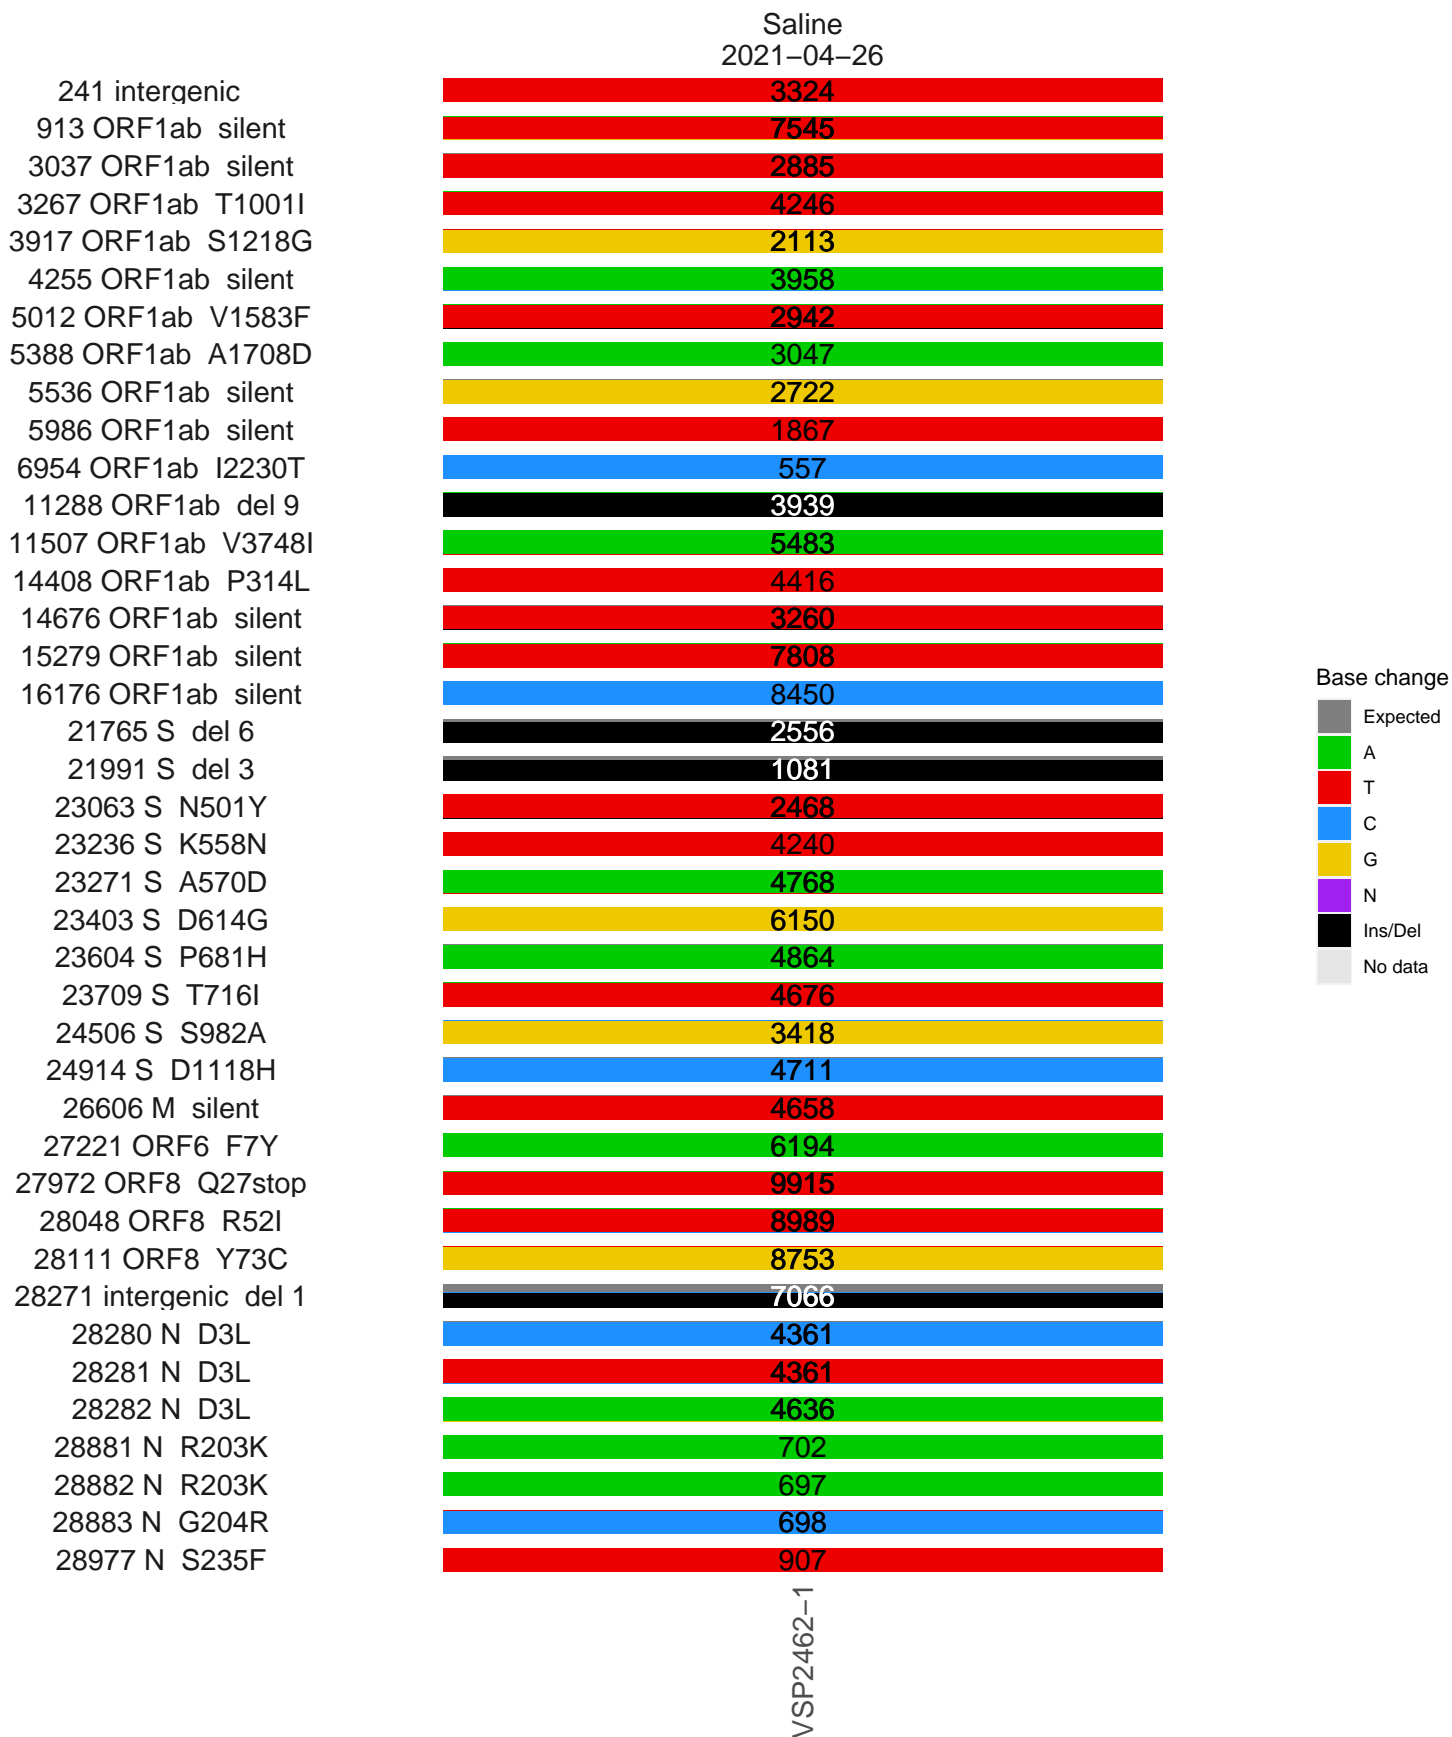 Saline
2021−04−26
241 intergenic 3324
913 ORF1ab silent 7545
3037 ORF1ab silent 2885
3267 ORF1ab T1001I 4246
3917 ORF1ab S1218G 2113
4255 ORF1ab silent 3958
5012 ORF1ab V1583F 2942
5388 ORF1ab A1708D 3047
5536 ORF1ab silent 2722
5986 ORF1ab silent 1867
6954 ORF1ab I2230T 557
11288 ORF1ab del 9 3939
11507 ORF1ab V3748I 5483
14408 ORF1ab P314L 4416
14676 ORF1ab silent 3260
15279 ORF1ab silent 7808
16176 ORF1ab silent 8450
21765 S del 6 2556
21991 S del 3 1081
23063 S N501Y 2468
23236 S K558N 4240
23271 S A570D 4768
23403 S D614G 6150
23604 S P681H 4864
23709 S T716I 4676
24506 S S982A 3418
24914 S D1118H 4711
26606 M silent 4658
27221 ORF6 F7Y 6194
27972 ORF8 Q27stop 9915
28048 ORF8 R52I 8989
28111 ORF8 Y73C 8753
28271 intergenic del 1 7066
28280 N D3L 4361
28281 N D3L 4361
28282 N D3L 4636
28881 N R203K 702
28882 N R203K 697
28883 N G204R 698
28977 N S235F 907
VSP2462−1
Base change
Expected
A
T
C
G
N
Ins/Del
No data